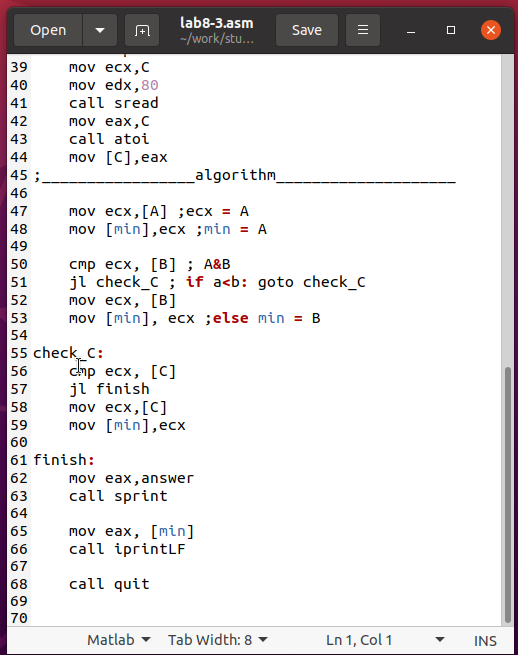 Open
lab8-3.asm
~/work/stu...
Save
39 mov ecx,C
40 mov edx,80
41 call sread
42 mov eax,C
43 call atoi
44 mov [C],eax
45 ;_________________algorithm____________________
46
47 mov ecx,[A] ;ecx = A
48 mov [min],ecx ;min = A
49
50 cmp ecx, [B] ; A&B
51 jl check_C ; if a<b: goto check_C
52 mov ecx, [B]
53 mov [min], ecx ;else min = B
54
55 check_C:
56 cmp ecx, [C]
57 jl finish
58 mov ecx,[C]
59 mov [min],ecx
60
61 finish:
62 mov eax,answer
63 call sprint
64
65 mov eax, [min]
66 call iprintLF
67
68 call quit
69
70
Matlab Tab Width: 8 Ln 1, Col 1 INS